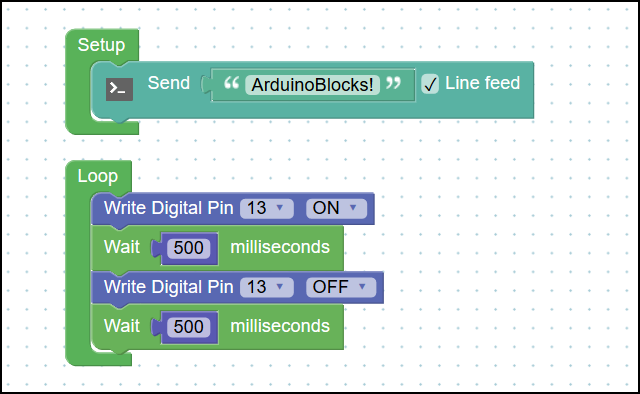 Setup
>_ Send “ ArduinoBlocks! ” ✓ Line feed
Loop
Write Digital Pin 13 ON
Wait 500 milliseconds
Write Digital Pin 13 OFF
Wait 500 milliseconds